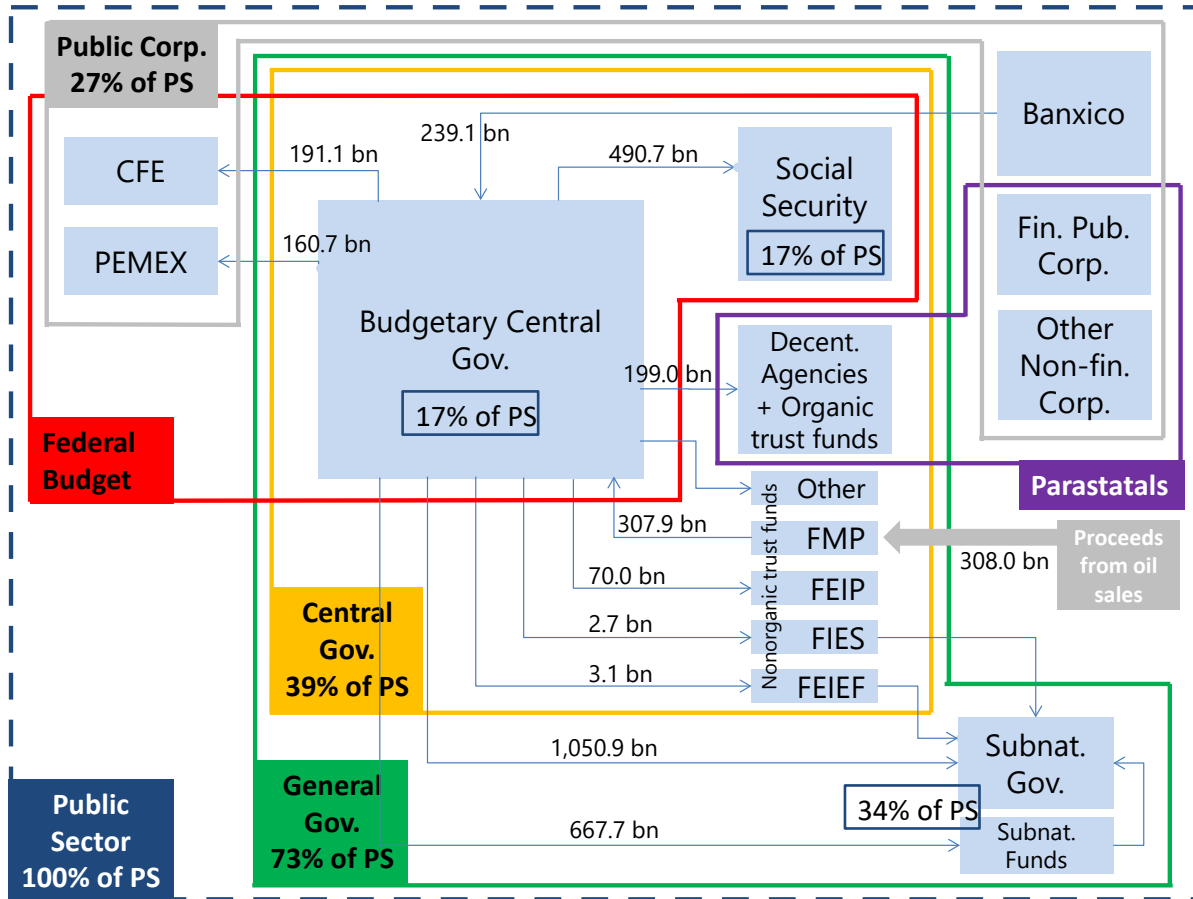 Public Corp.
27% of PS
Banxico
239.1 bn
191.1 bn
490.7 bn
CFE
Social
Security
17% of PS
160.7 bn
PEMEX
Fin. Pub.
Corp.
Budgetary Central
Gov.
17% of PS
Other
Non-fin.
Corp.
199.0 bn
Decent.
Agencies
+ Organic
trust funds
Federal
Budget
Parastatals
Nonorganic trust funds
Other
307.9 bn
FMP
308.0 bn
Proceeds
from oil
sales
70.0 bn
FEIP
2.7 bn
FIES
3.1 bn
FEIEF
Central
Gov.
39% of PS
1,050.9 bn
Subnat.
Gov.
34% of PS
General
Gov.
73% of PS
667.7 bn
Subnat.
Funds
Public
Sector
100% of PS